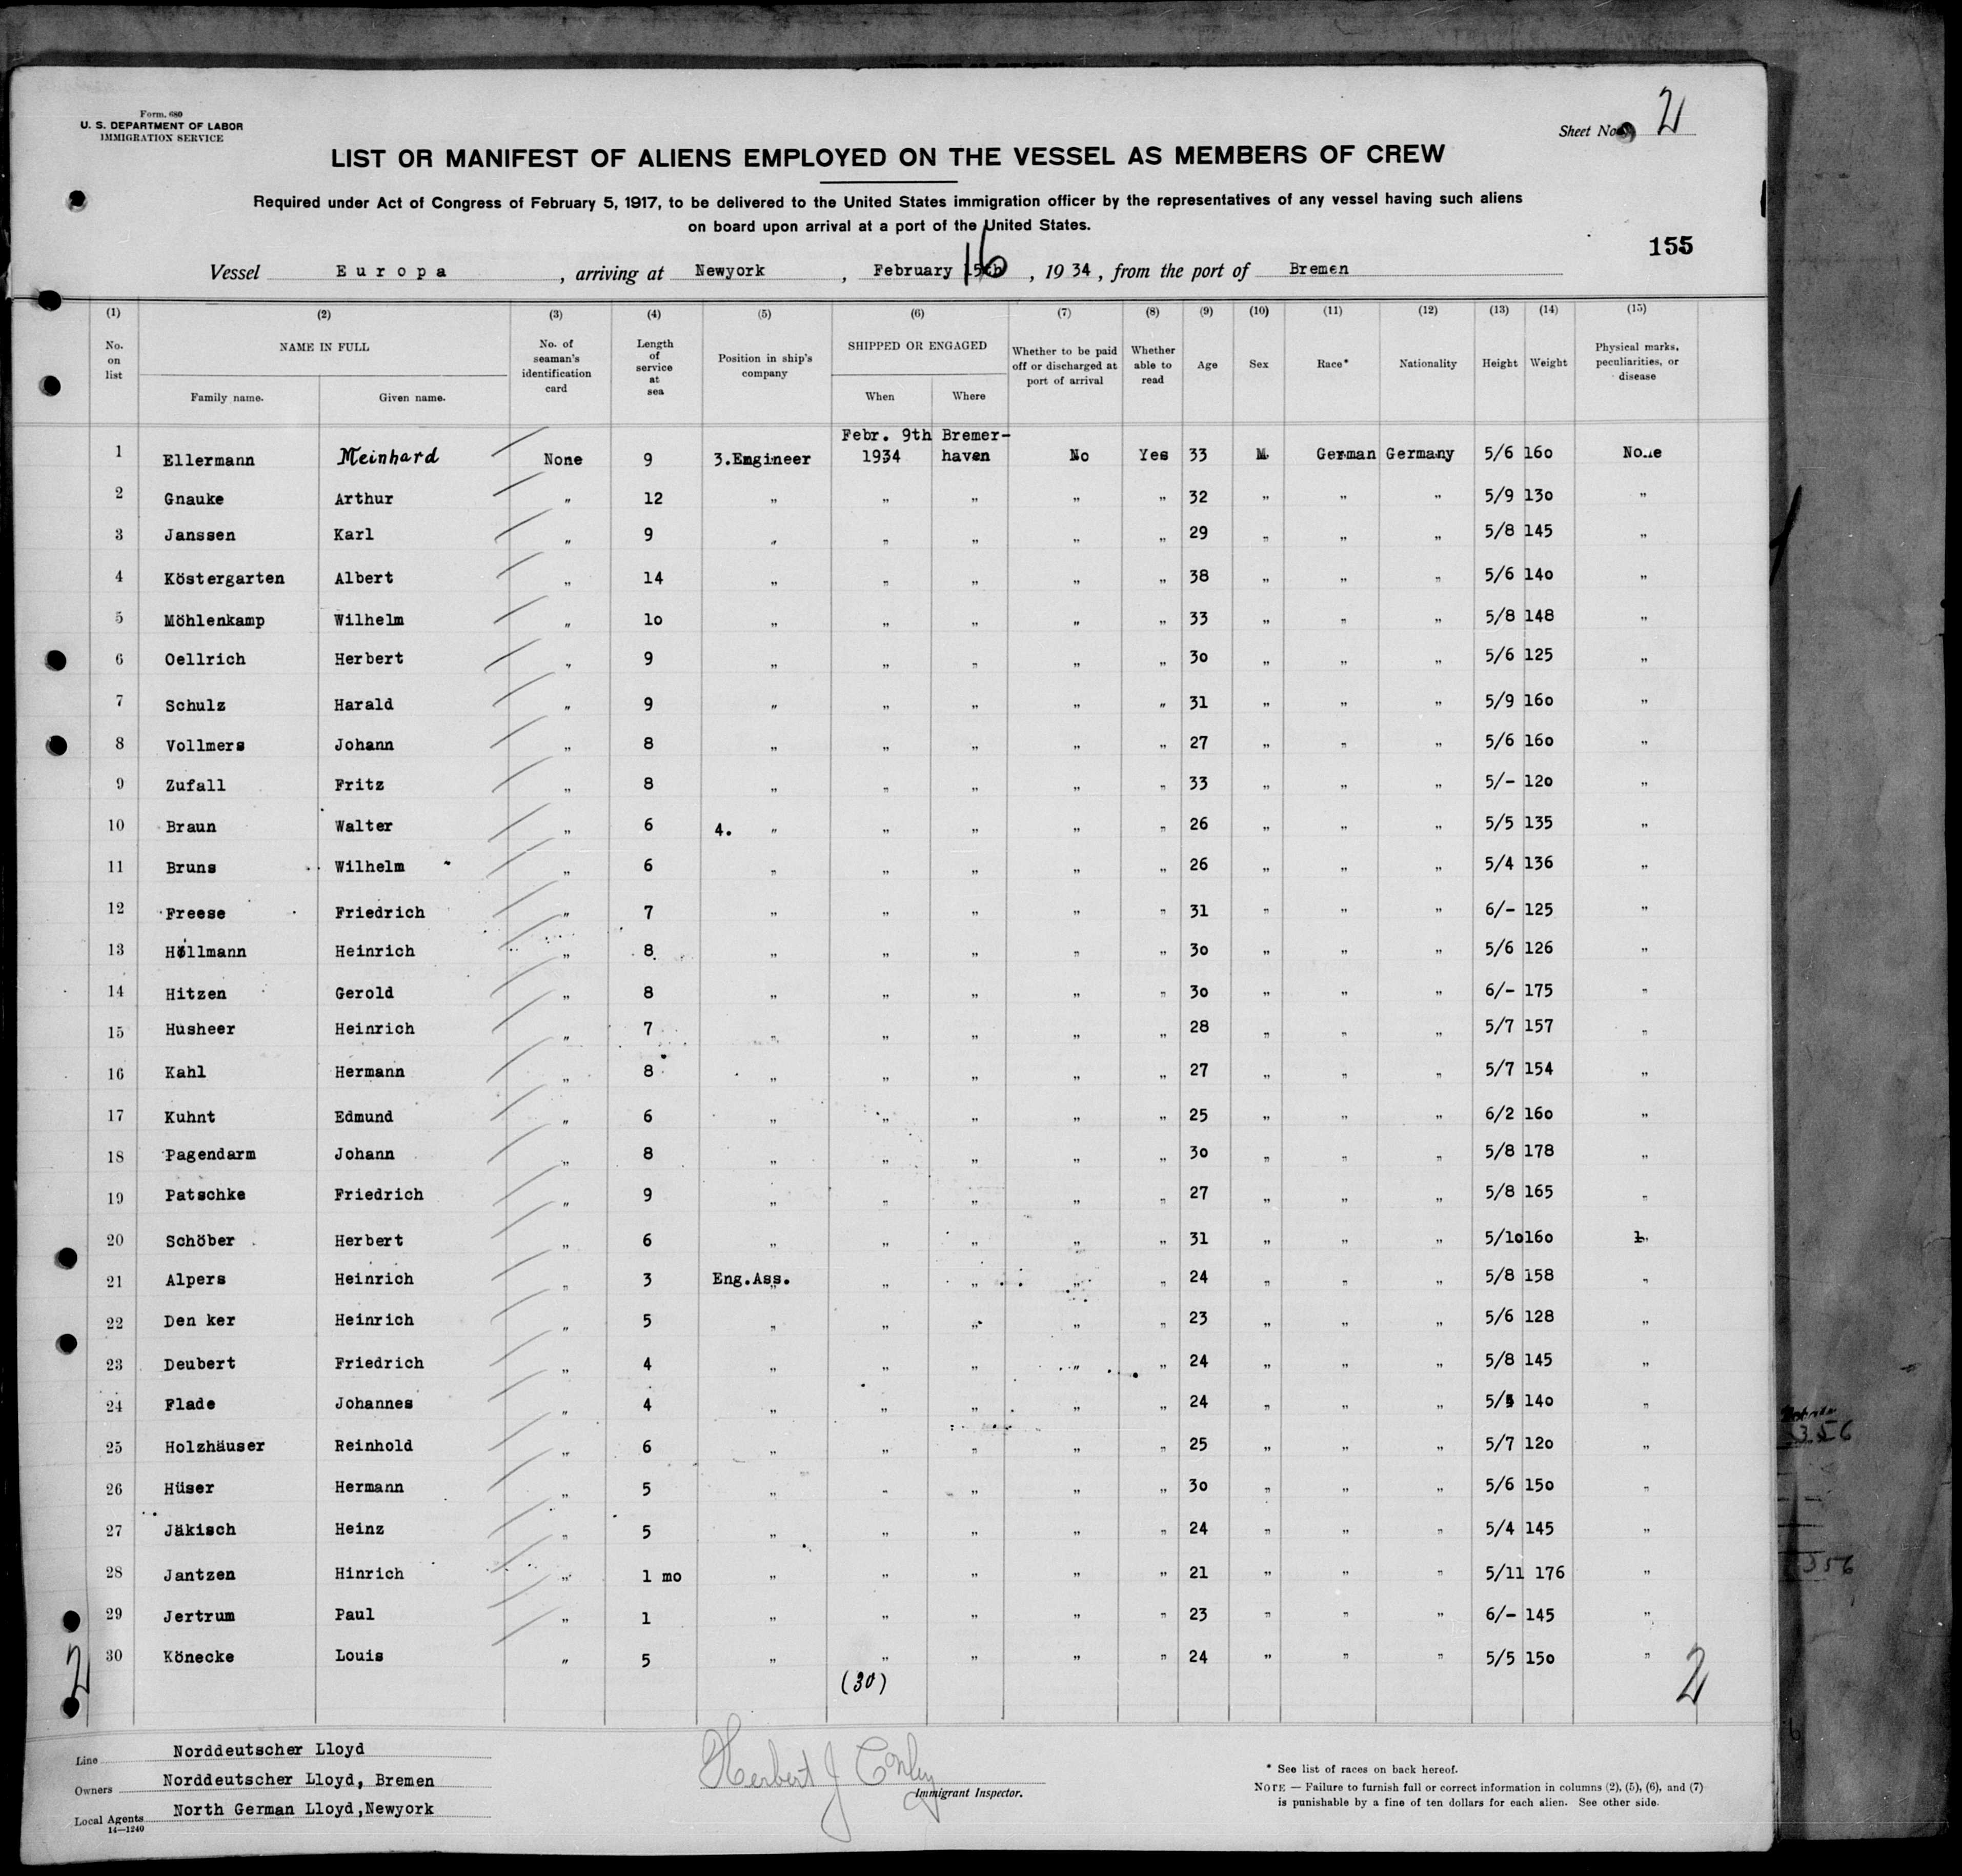 Form. 680
U. S. DEPARTMENT OF LABOR
IMMIGRATION SERVICE
Sheet No. 2
LIST OR MANIFEST OF ALIENS EMPLOYED ON THE VESSEL AS MEMBERS OF CREW
Required under Act of Congress of February 5, 1917, to be delivered to the United States immigration officer by the representatives of any vessel having such aliens
on board upon arrival at a port of the United States.
155
Vessel Europa, arriving at Newyork, February 16, 1934, from the port of Bremen
(1) (2) (3) (4) (5) (6) (7) (8) (9) (10) (11) (12) (13) (14) (15)
No. on list NAME IN FULL Family name. Given name. No. of seaman's identification card Length of service at sea Position in ship's company SHIPPED OR ENGAGED When Where Whether to be paid off or discharged at port of arrival Whether able to read Age Sex Race* Nationality Height Weight Physical marks, peculiarities, or disease
1 Ellermann Meinhard None 9 3.Engineer Febr. 9th 1934 Bremer-haven No Yes 33 M. German Germany 5/6 160 None
2 Gnauke Arthur " 12 " " " " " 32 " " " 5/9 130 "
3 Janssen Karl " 9 " " " " " 29 " " " 5/8 145 "
4 Köstergarten Albert " 14 " " " " " 38 " " " 5/6 140 "
5 Möhlenkamp Wilhelm " 10 " " " " " 33 " " " 5/8 148 "
6 Oellrich Herbert " 9 " " " " " 30 " " " 5/6 125 "
7 Schulz Harald " 9 " " " " " 31 " " " 5/9 160 "
8 Vollmers Johann " 8 " " " " " 27 " " " 5/6 160 "
9 Zufall Fritz " 8 " " " " " 33 " " " 5/- 120 "
10 Braun Walter " 6 4. " " " " " 26 " " " 5/5 135 "
11 Bruns Wilhelm " 6 " " " " " 26 " " " 5/4 136 "
12 Freese Friedrich " 7 " " " " " 31 " " " 6/- 125 "
13 Höllmann Heinrich " 8 " " " " " 30 " " " 5/6 126 "
14 Hitzen Gerold " 8 " " " " " 30 " " " 6/- 175 "
15 Husheer Heinrich " 7 " " " " " 28 " " " 5/7 157 "
16 Kahl Hermann " 8 " " " " " 27 " " " 5/7 154 "
17 Kuhnt Edmund " 6 " " " " " 25 " " " 6/2 160 "
18 Pagendarm Johann " 8 " " " " " 30 " " " 5/8 178 "
19 Patschke Friedrich " 9 " " " " " 27 " " " 5/8 165 "
20 Schöber Herbert " 6 " " " " " 31 " " " 5/10 160 "
21 Alpers Heinrich " 3 Eng.Ass. " " " " 24 " " " 5/8 158 "
22 Den ker Heinrich " 5 " " " " " 23 " " " 5/6 128 "
23 Deubert Friedrich " 4 " " " " " 24 " " " 5/8 145 "
24 Flade Johannes " 4 " " " " " 24 " " " 5/5 140 "
25 Holzhäuser Reinhold " 6 " " " " " 25 " " " 5/7 120 "
26 Hüser Hermann " 5 " " " " " 30 " " " 5/6 150 "
27 Jäkisch Heinz " 5 " " " " " 24 " " " 5/4 145 "
28 Jantzen Hinrich " 1 mo " " " " " 21 " " " 5/11 176 "
29 Jertrum Paul " 1 " " " " " 23 " " " 6/- 145 "
30 Könecke Louis " 5 " " " " " 24 " " " 5/5 150 "
2 (30) 2
Line Norddeutscher Lloyd
Owners Norddeutscher Lloyd, Bremen
Local Agents North German Lloyd,Newyork
14—1240
Herbert J Conley
Immigrant Inspector.
* See list of races on back hereof.
NOTE — Failure to furnish full or correct information in columns (2), (5), (6), and (7)
is punishable by a fine of ten dollars for each alien. See other side.
356
356